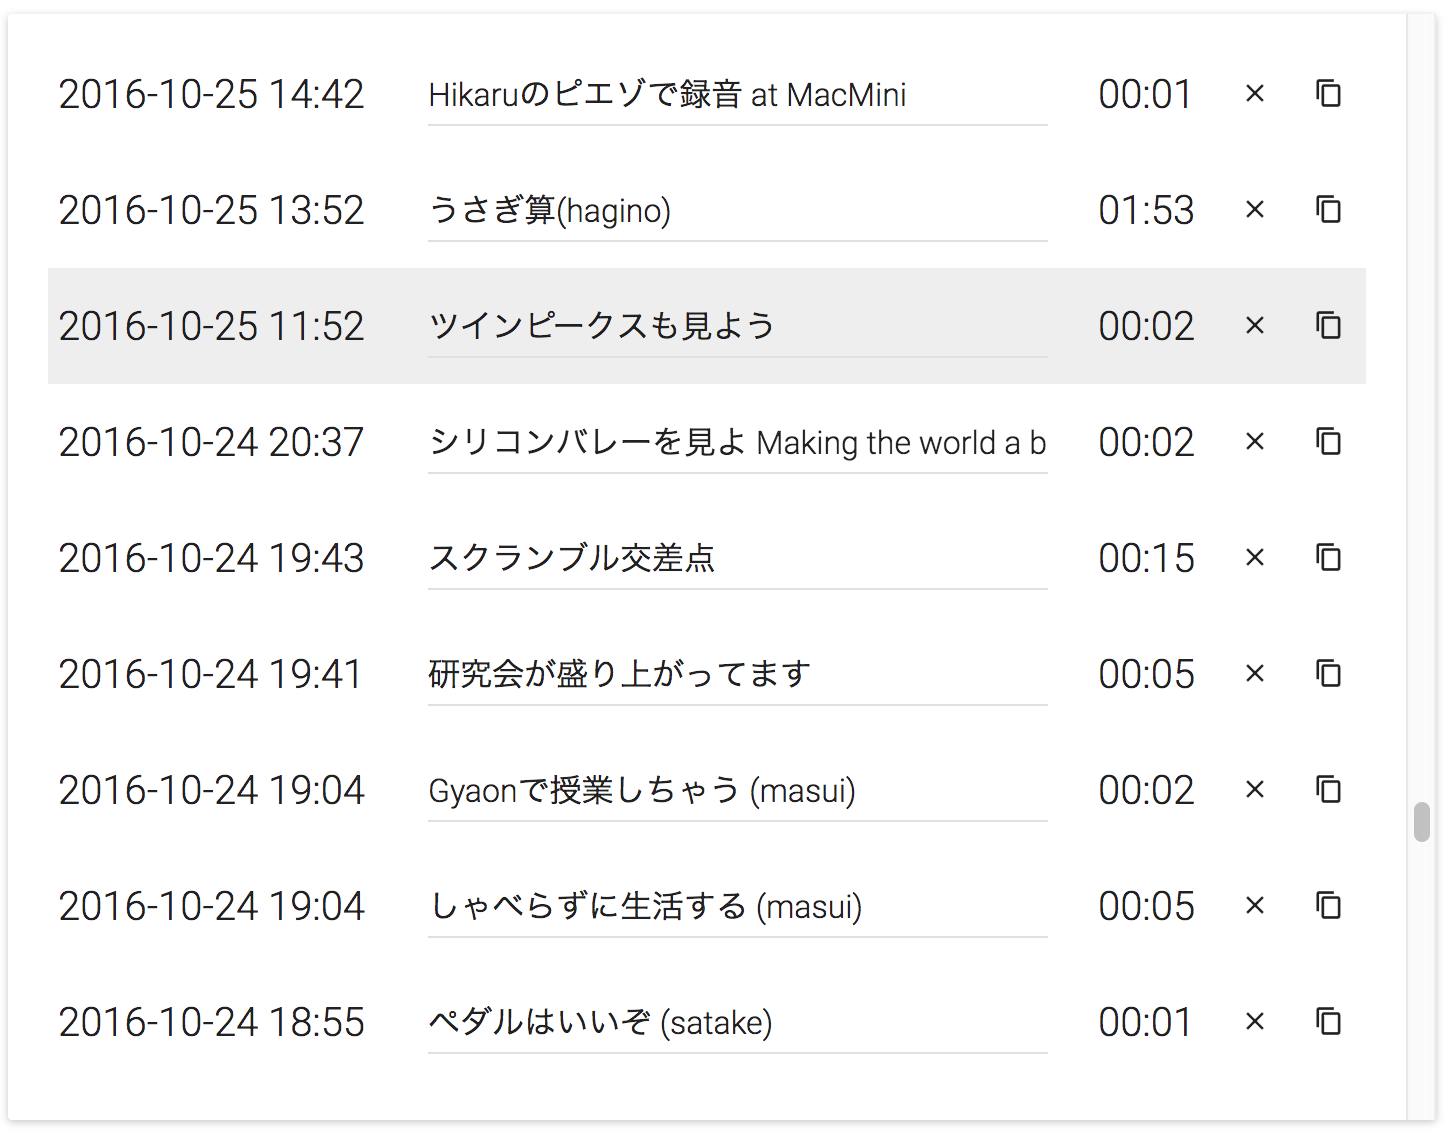 2016-10-25 14:42 Hikaruのピエゾで録音 at MacMini 00:01
2016-10-25 13:52 うさぎ算(hagino) 01:53
2016-10-25 11:52 ツインピークスも見よう 00:02
2016-10-24 20:37 シリコンバレーを見よ Making the world a b 00:02
2016-10-24 19:43 スクランブル交差点 00:15
2016-10-24 19:41 研究会が盛り上がってます 00:05
2016-10-24 19:04 Gyaonで授業しちゃう (masui) 00:02
2016-10-24 19:04 しゃべらずに生活する (masui) 00:05
2016-10-24 18:55 ペダルはいいぞ (satake) 00:01